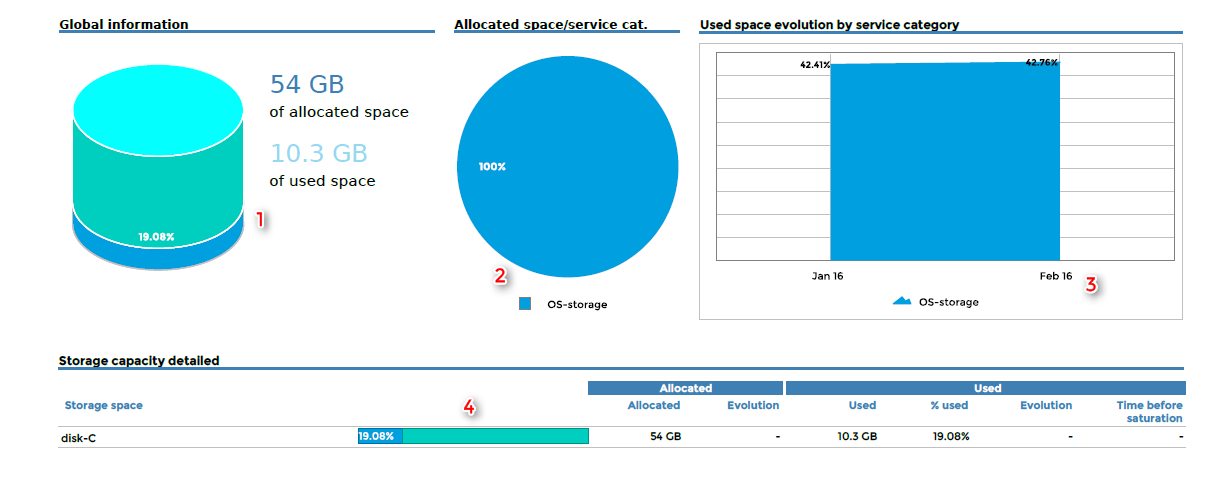 Global information
54 GB
of allocated space
10.3 GB
of used space
19.08%
1
Allocated space/service cat.
100%
2
OS-storage
Used space evolution by service category
42.41%
42.76%
Jan 16
Feb 16
3
OS-storage
Storage capacity detailed
Allocated Used
Storage space 4 Allocated Evolution Used % used Evolution Time before
saturation
disk-C 19.08% 54 GB - 10.3 GB 19.08% - -